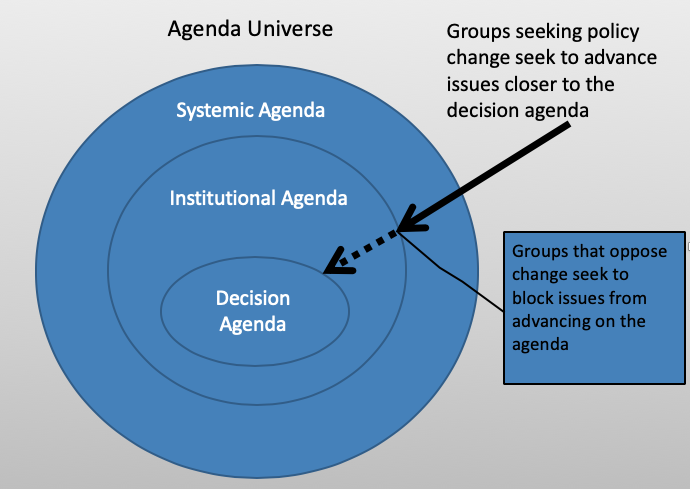 Agenda Universe
Groups seeking policy
change seek to advance
issues closer to the
decision agenda
Systemic Agenda
Institutional Agenda
Decision
Agenda
Groups that oppose
change seek to
block issues from
advancing on the
agenda